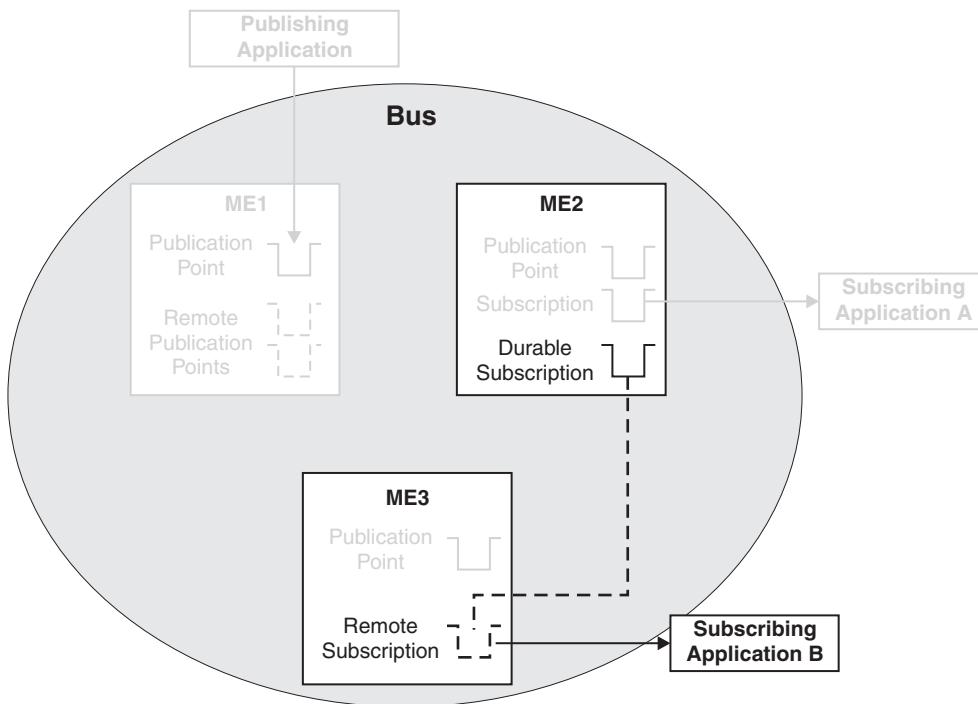 Publishing
Application
Bus
ME1
Publication
Point
Remote
Publication
Points
ME2
Publication
Point
Subscription
Durable
Subscription
Subscribing
Application A
ME3
Publication
Point
Remote
Subscription
Subscribing
Application B